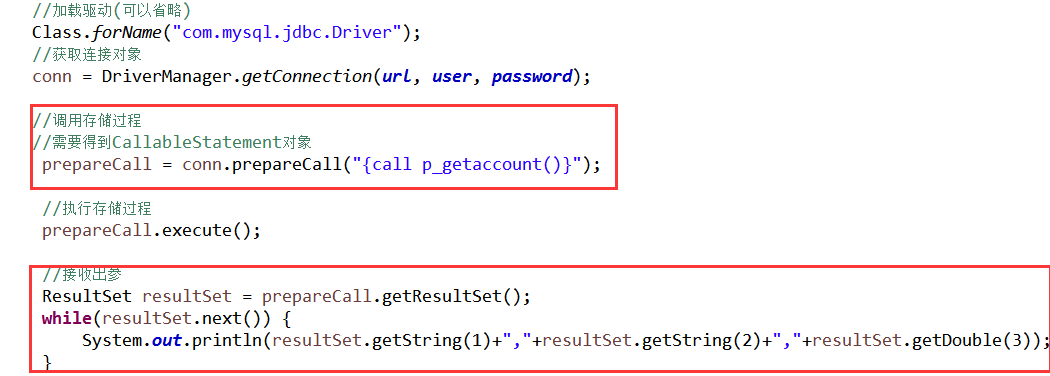 //加载驱动(可以省略)
Class.forName("com.mysql.jdbc.Driver");
//获取连接对象
conn = DriverManager.getConnection(url, user, password);
//调用存储过程
//需要得到CallableStatement对象
prepareCall = conn.prepareCall("{call p_getaccount()}");
//执行存储过程
prepareCall.execute();
//接收出参
ResultSet resultSet = prepareCall.getResultSet();
while(resultSet.next()) {
System.out.println(resultSet.getString(1)+","+resultSet.getString(2)+","+resultSet.getDouble(3));
}